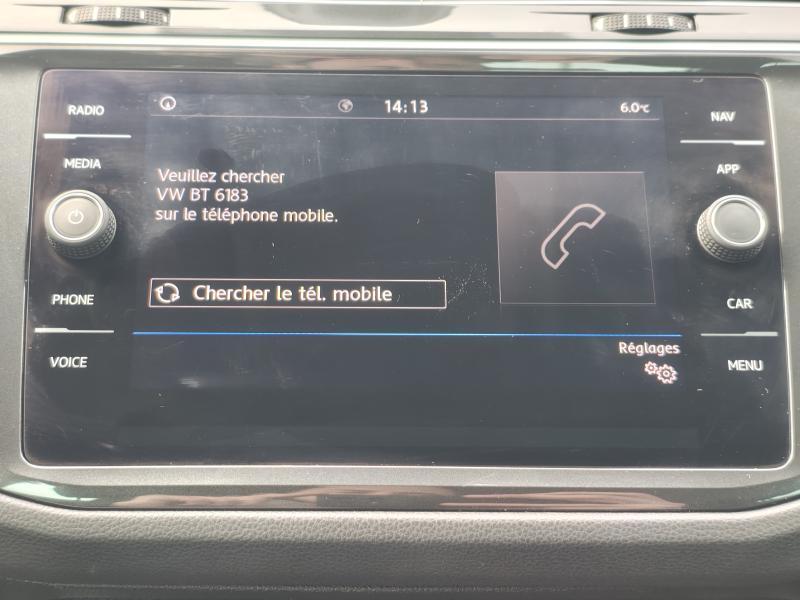 RADIO
14:13
6.0°C
NAV
MEDIA
APP
Veuillez chercher
VW BT 6183
sur le téléphone mobile.
PHONE
Chercher le tél. mobile
CAR
VOICE
Réglages
MENU